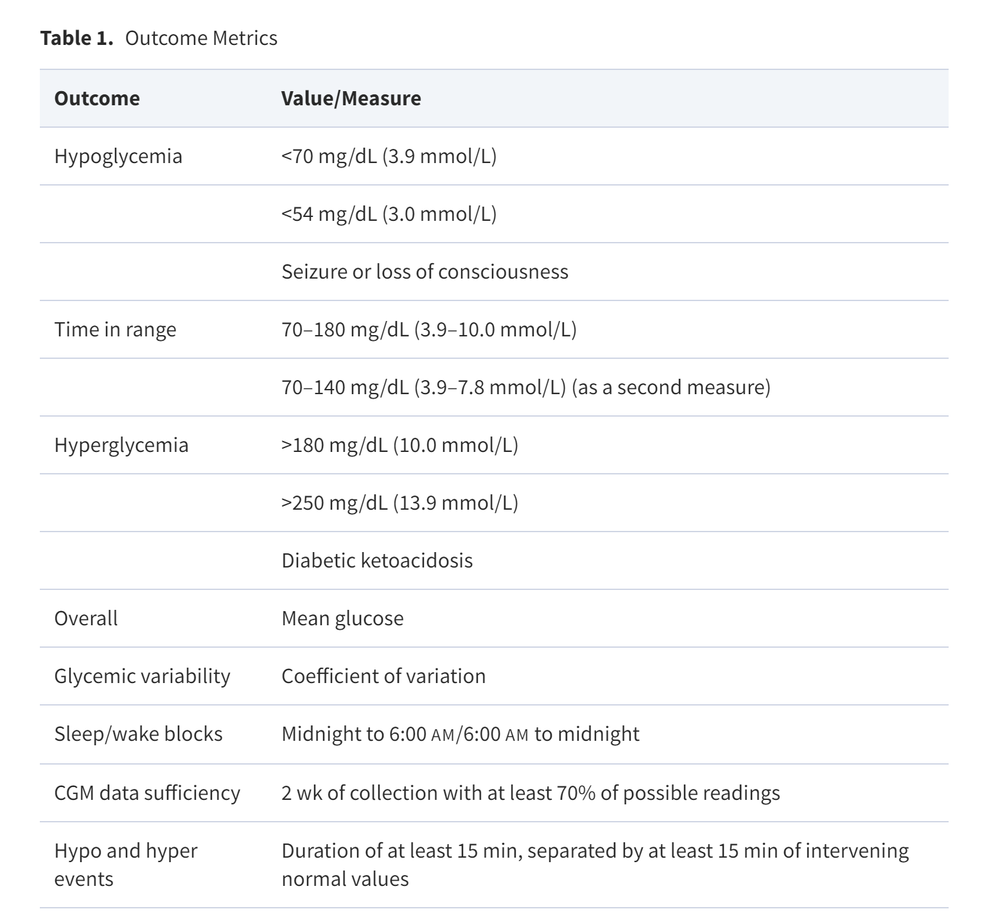 Table 1. Outcome Metrics
Outcome Value/Measure
Hypoglycemia <70 mg/dL (3.9 mmol/L)
<54 mg/dL (3.0 mmol/L)
Seizure or loss of consciousness
Time in range 70–180 mg/dL (3.9–10.0 mmol/L)
70–140 mg/dL (3.9–7.8 mmol/L) (as a second measure)
Hyperglycemia >180 mg/dL (10.0 mmol/L)
>250 mg/dL (13.9 mmol/L)
Diabetic ketoacidosis
Overall Mean glucose
Glycemic variability Coefficient of variation
Sleep/wake blocks Midnight to 6:00 AM/6:00 AM to midnight
CGM data sufficiency 2 wk of collection with at least 70% of possible readings
Hypo and hyper Duration of at least 15 min, separated by at least 15 min of intervening
events normal values